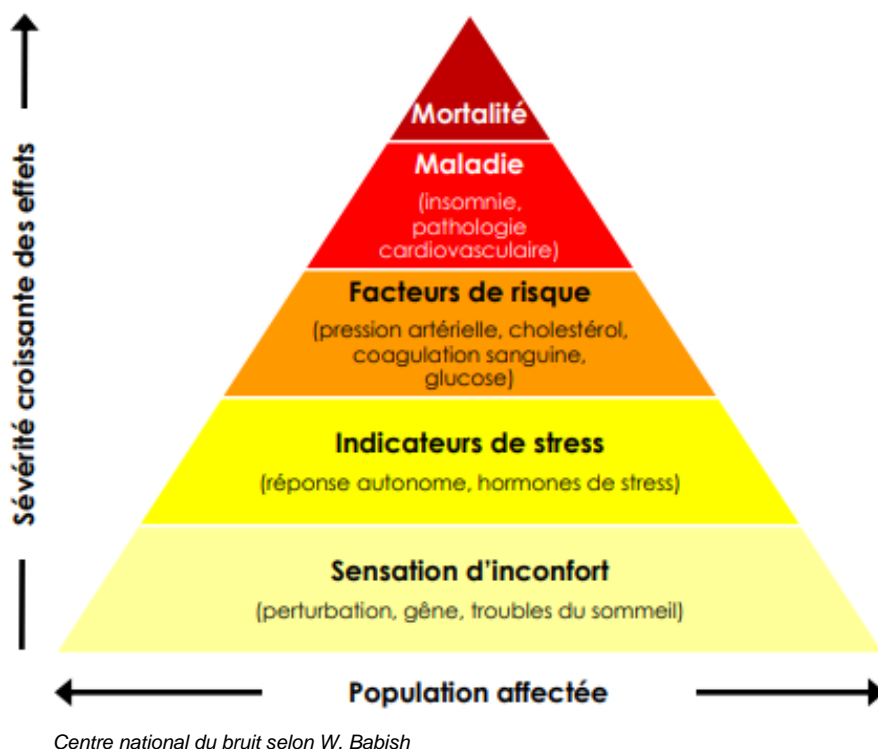 Sévérité croissante des effets
Mortalité
Maladie
(insomnie,
pathologie
cardiovasculaire)
Facteurs de risque
(pression artérielle, cholestérol,
coagulation sanguine,
glucose)
Indicateurs de stress
(réponse autonome, hormones de stress)
Sensation d'inconfort
(perturbation, gêne, troubles du sommeil)
Population affectée
Centre national du bruit selon W. Babish